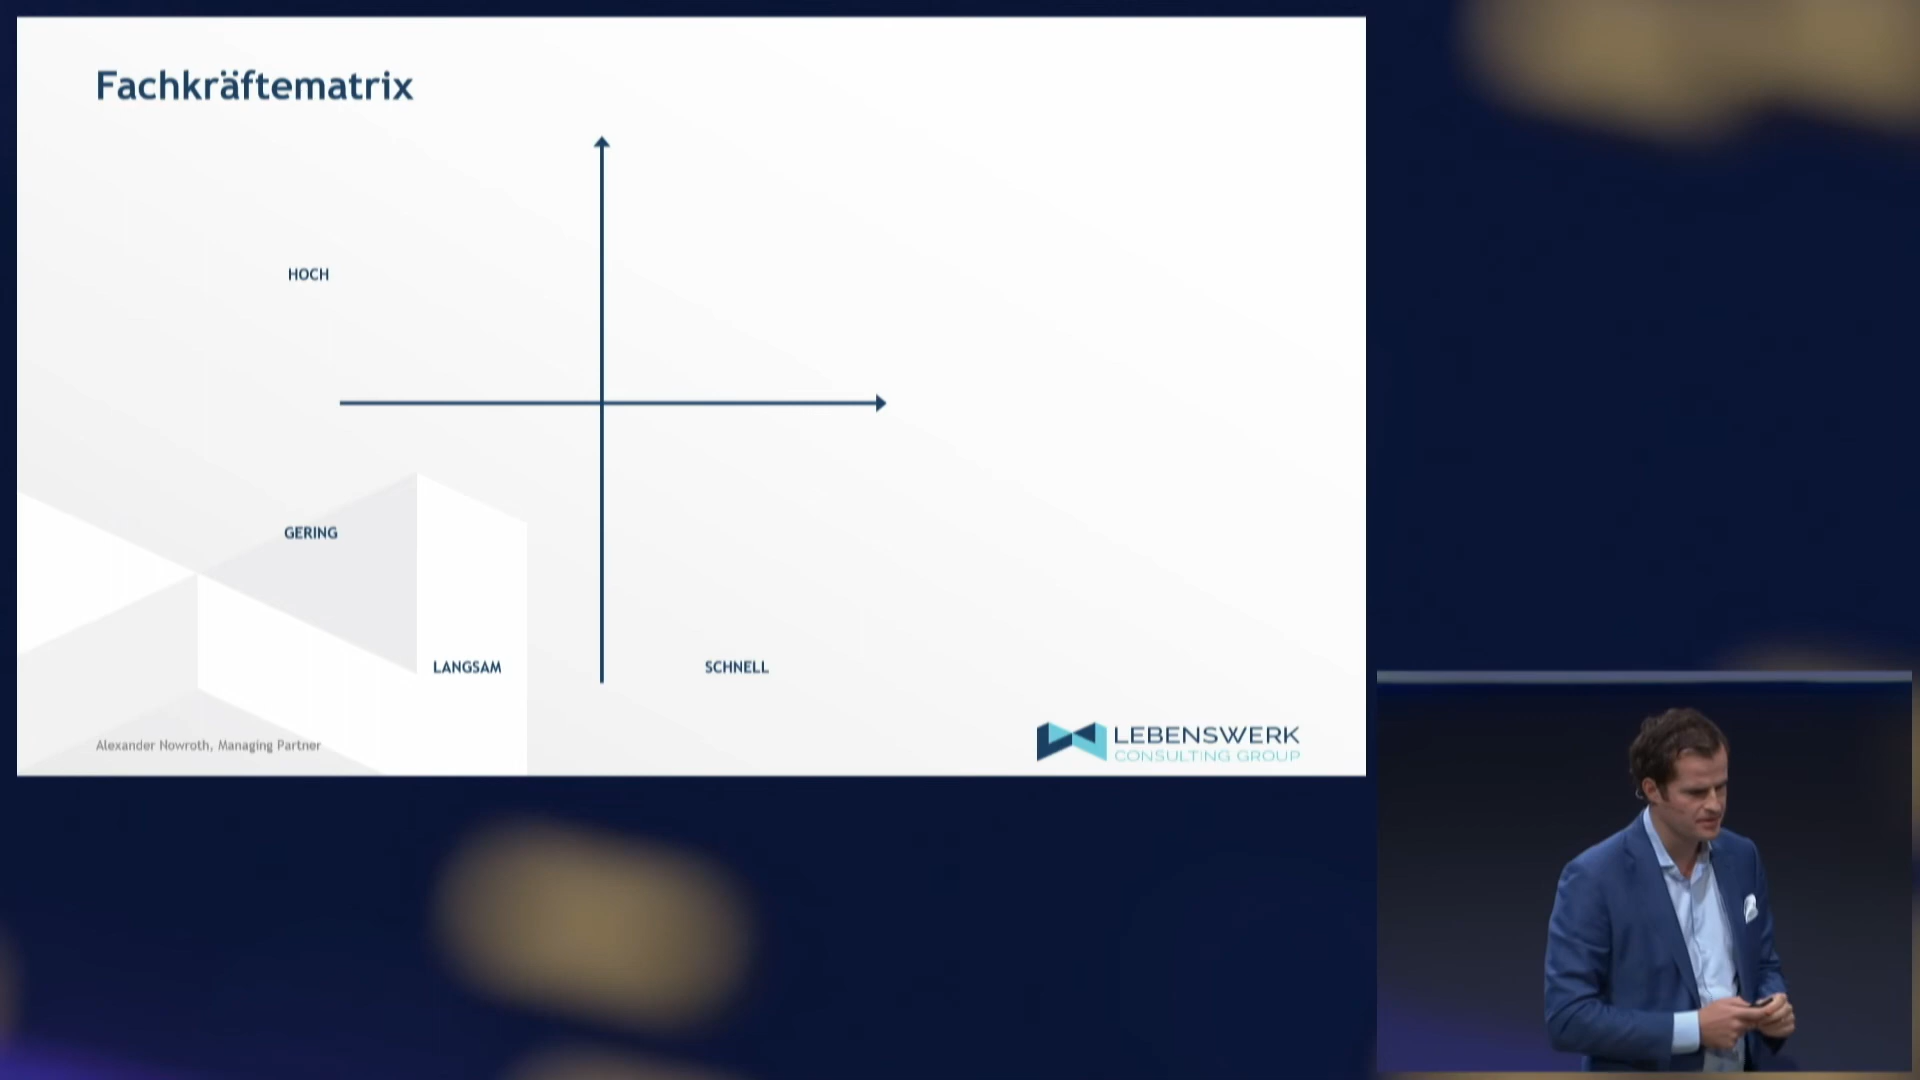 Fachkräftematrix
HOCH
GERING
LANGSAM
SCHNELL
Alexander Nowroth, Managing Partner
LEBENSWERK
CONSULTING GROUP